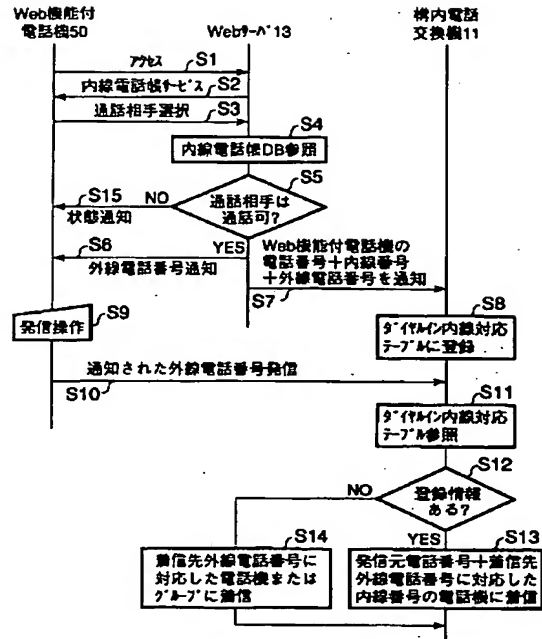 Web機能付
電話機50
Webサーバ13
構内電話
交換機11
アクセス
S1
内線電話帳サービス
S2
通話相手選択
S3
S4
内線電話帳DB参照
S5
通話相手は
通話可?
S15
NO
状態通知
YES
S6
外線電話番号通知
Web機能付電話機の
電話番号+内線番号
+外線電話番号を通知
S7
S8
ダイヤルイン内線対応
テーブルに登録
S9
発信操作
通知された外線電話番号発信
S10
S11
ダイヤルイン内線対応
テーブル参照
S12
登録情報
ある?
NO
YES
S14
着信先外線電話番号に
対応した電話機または
グループに着信
S13
発信元電話番号+着信先
外線電話番号に対応した
内線番号の電話機に着信